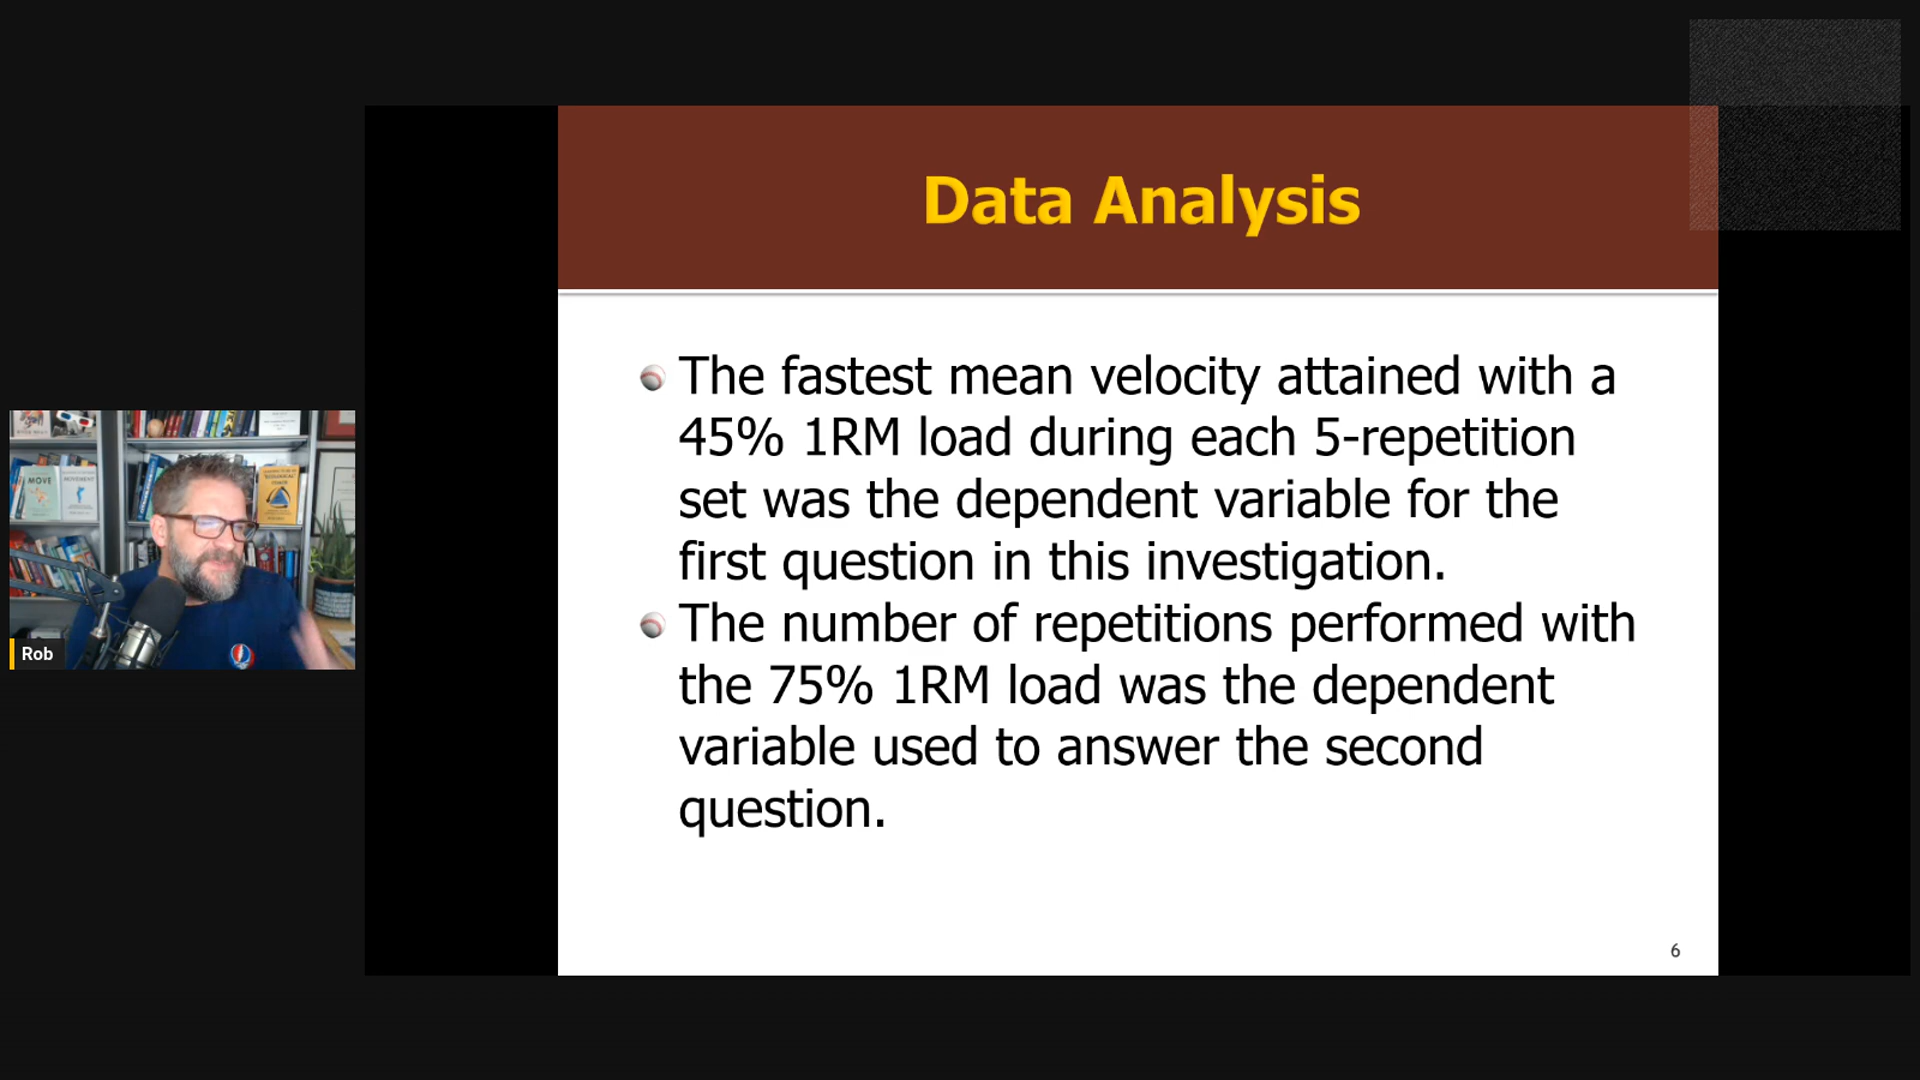 Data Analysis
The fastest mean velocity attained with a
45% 1RM load during each 5-repetition
set was the dependent variable for the
first question in this investigation.
The number of repetitions performed with
the 75% 1RM load was the dependent
variable used to answer the second
question.
6
MOVE
MOVEMENT
Rob